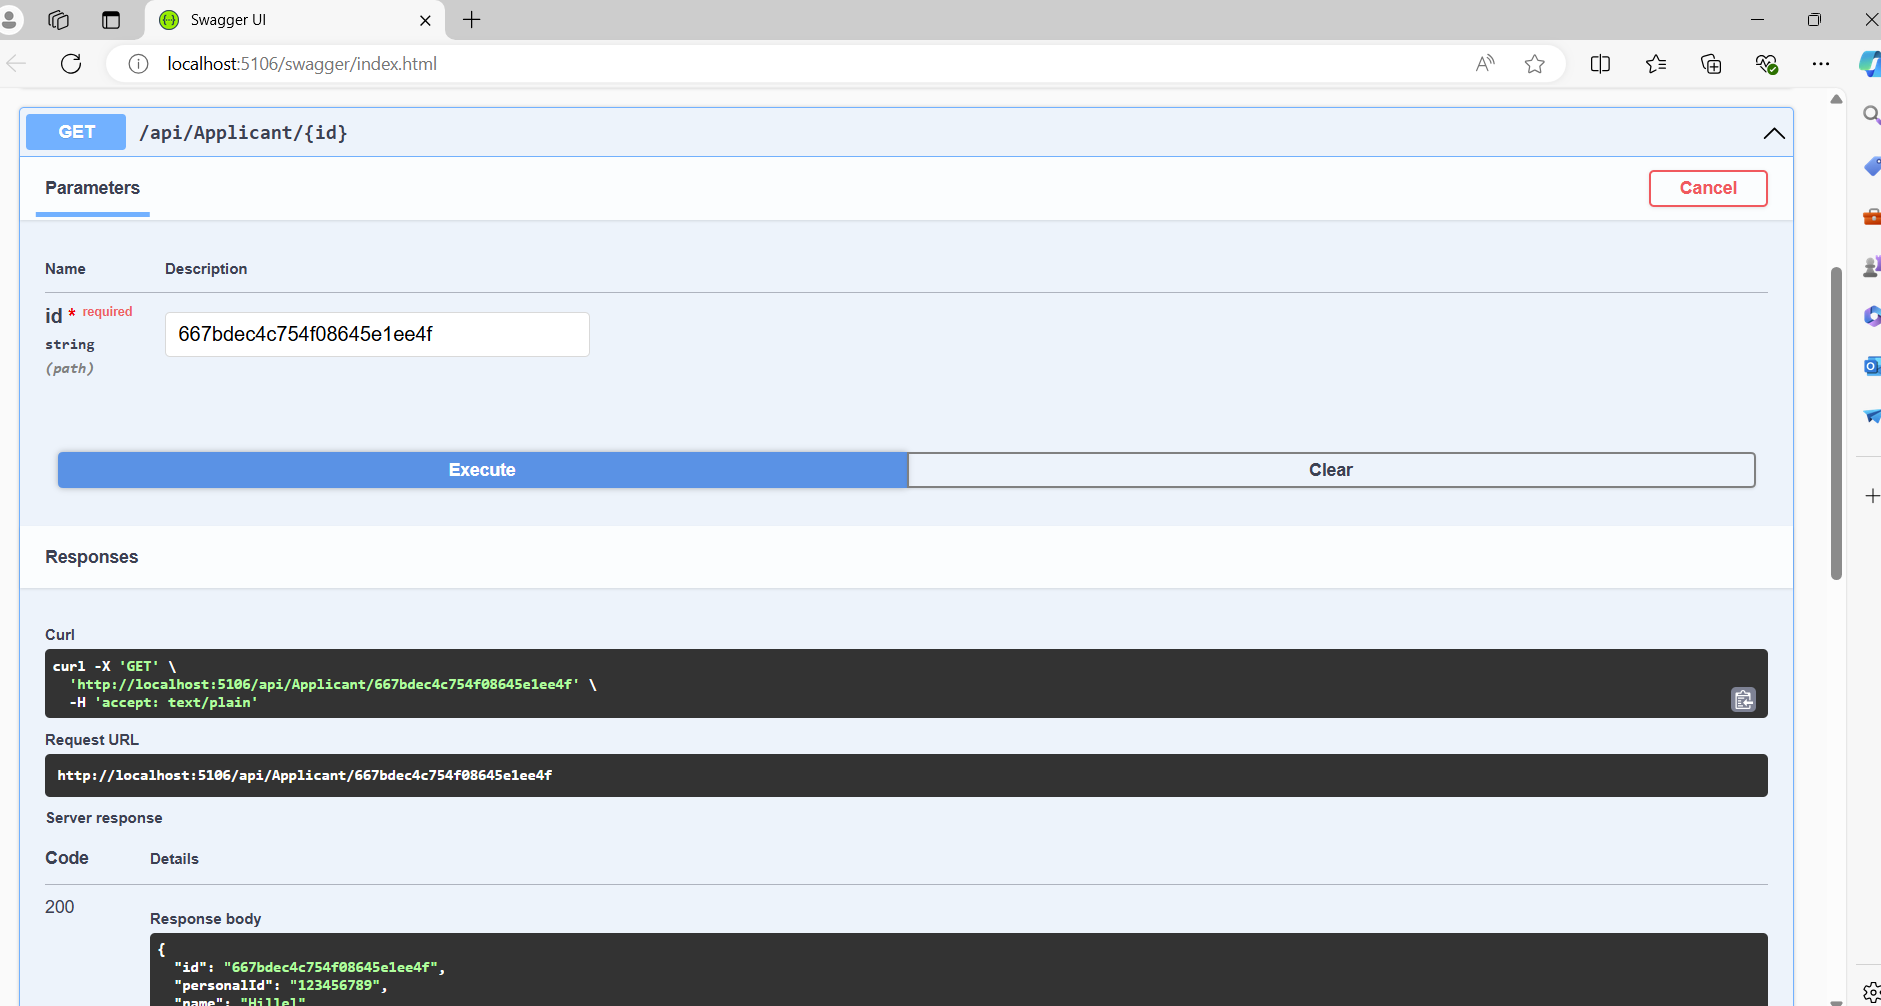 Swagger UI
localhost:5106/swagger/index.html
GET /api/Applicant/{id}
Parameters
Cancel
Name Description
id * required
667bdec4c754f08645e1ee4f
string
(path)
Execute Clear
Responses
Curl
curl -X 'GET' \
'http://localhost:5106/api/Applicant/667bdec4c754f08645e1ee4f' \
-H 'accept: text/plain'
Request URL
http://localhost:5106/api/Applicant/667bdec4c754f08645e1ee4f
Server response
Code Details
200
Response body
{
"id": "667bdec4c754f08645e1ee4f",
"personalId": "123456789",
"name": "Hillel"